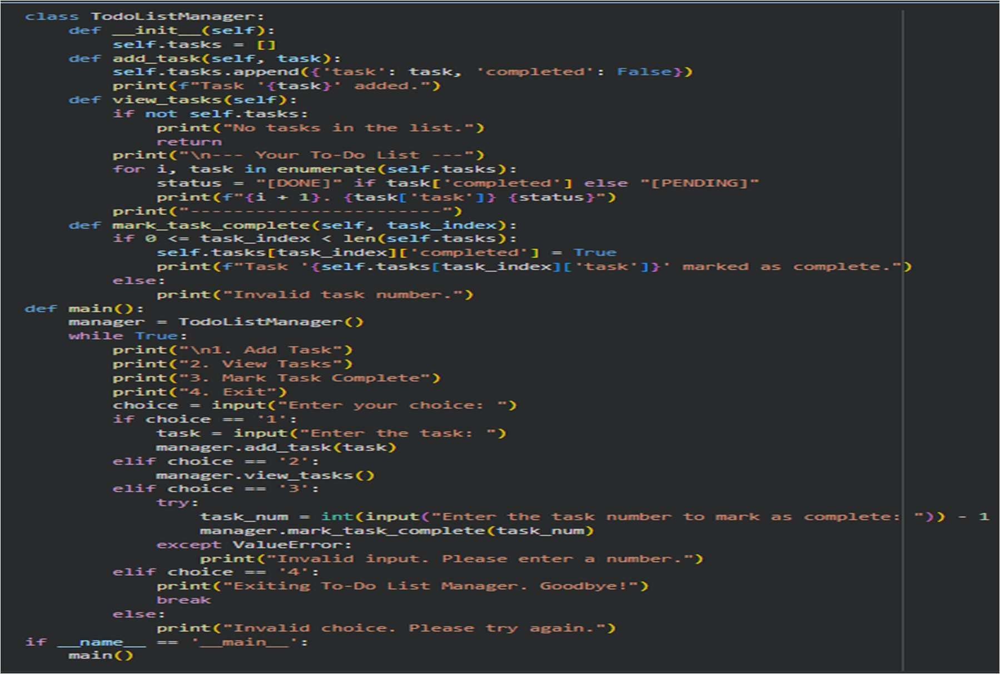 class TodoListManager:
    def __init__(self):
        self.tasks = []
    def add_task(self, task):
        self.tasks.append({'task': task, 'completed': False})
        print(f"Task '{task}' added.")
    def view_tasks(self):
        if not self.tasks:
            print("No tasks in the list.")
            return
        print("\n--- Your To-Do List ---")
        for i, task in enumerate(self.tasks):
            status = "[DONE]" if task['completed'] else "[PENDING]"
            print(f"{i + 1}. {task['task']} {status}")
        print("-----------------------")
    def mark_task_complete(self, task_index):
        if 0 <= task_index < len(self.tasks):
            self.tasks[task_index]['completed'] = True
            print(f"Task '{self.tasks[task_index]['task']}' marked as complete.")
        else:
            print("Invalid task number.")
def main():
    manager = TodoListManager()
    while True:
        print("\n1. Add Task")
        print("2. View Tasks")
        print("3. Mark Task Complete")
        print("4. Exit")
        choice = input("Enter your choice: ")
        if choice == '1':
            task = input("Enter the task: ")
            manager.add_task(task)
        elif choice == '2':
            manager.view_tasks()
        elif choice == '3':
            try:
                task_num = int(input("Enter the task number to mark as complete: ")) - 1
                manager.mark_task_complete(task_num)
            except ValueError:
                print("Invalid input. Please enter a number.")
        elif choice == '4':
            print("Exiting To-Do List Manager. Goodbye!")
            break
        else:
            print("Invalid choice. Please try again.")
if __name__ == '__main__':
    main()